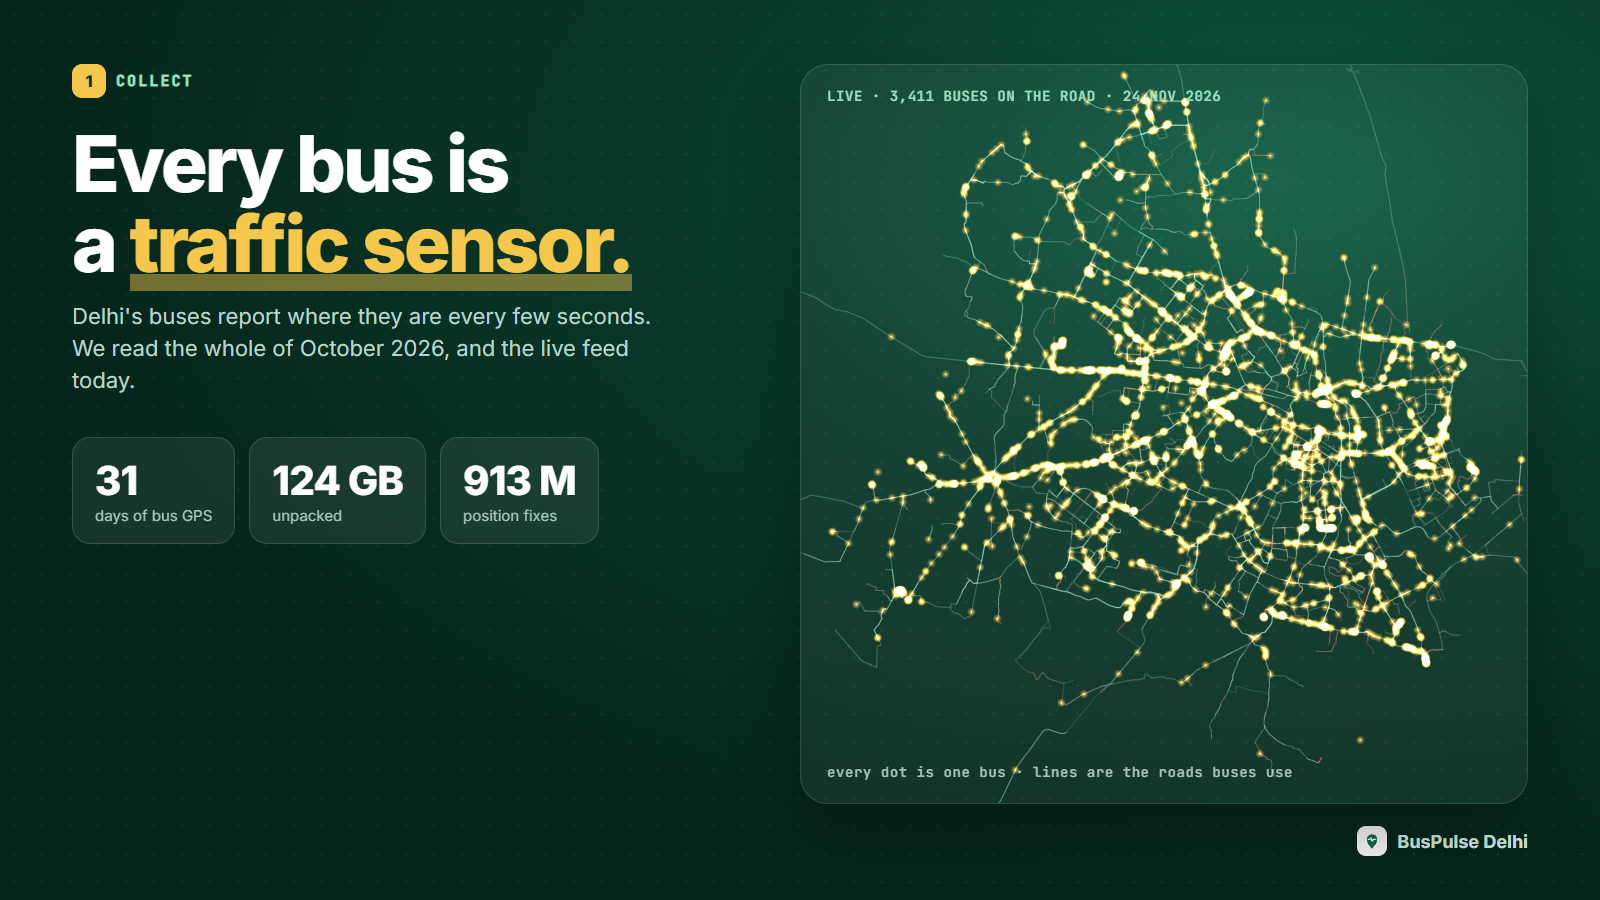 1 COLLECT
Every bus is
a traffic sensor.
Delhi's buses report where they are every few seconds.
We read the whole of October 2026, and the live feed
today.
31
days of bus GPS
124 GB
unpacked
913 M
position fixes
LIVE · 3,411 BUSES ON THE ROAD · 24 NOV 2026
every dot is one bus · lines are the roads buses use
BusPulse Delhi